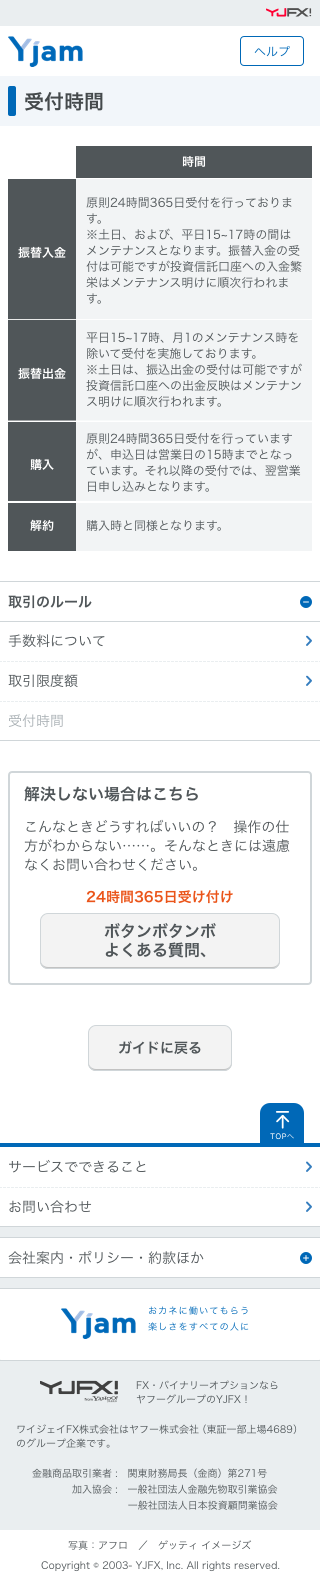 YJFX!
Yjam
ヘルプ
受付時間
時間
振替入金
原則24時間365日受付を行っておりま
す。
※土日、および、平日15~17時の間は
メンテナンスとなります。振替入金の受
付は可能ですが投資信託口座への入金繁
栄はメンテナンス明けに順次行われま
す。
振替出金
平日15~17時、月1のメンテナンス時を
除いて受付を実施しております。
※土日は、振込出金の受付は可能ですが
投資信託口座への出金反映はメンテナン
ス明けに順次行われます。
購入
原則24時間365日受付を行っています
が、申込日は営業日の15時までとなっ
ています。それ以降の受付では、翌営業
日申し込みとなります。
解約
購入時と同様となります。
取引のルール
手数料について
取引限度額
受付時間
解決しない場合はこちら
こんなときどうすればいいの？　操作の仕
方がわからない……。そんなときには遠慮
なくお問い合わせください。
24時間365日受け付け
ボタンボタンボ
よくある質問、
ガイドに戻る
TOPへ
サービスでできること
お問い合わせ
会社案内・ポリシー・約款ほか
Yjam
おカネに働いてもらう
楽しさをすべての人に
YJFX!
from Yahoo! JAPAN
FX・バイナリーオプションなら
ヤフーグループのYJFX！
ワイジェイFX株式会社はヤフー株式会社（東証一部上場4689）
のグループ企業です。
金融商品取引業者： 関東財務局長（金商）第271号
加入協会： 一般社団法人金融先物取引業協会
一般社団法人日本投資顧問業協会
写真：アフロ　／　ゲッティ イメージズ
Copyright © 2003- YJFX, Inc. All rights reserved.